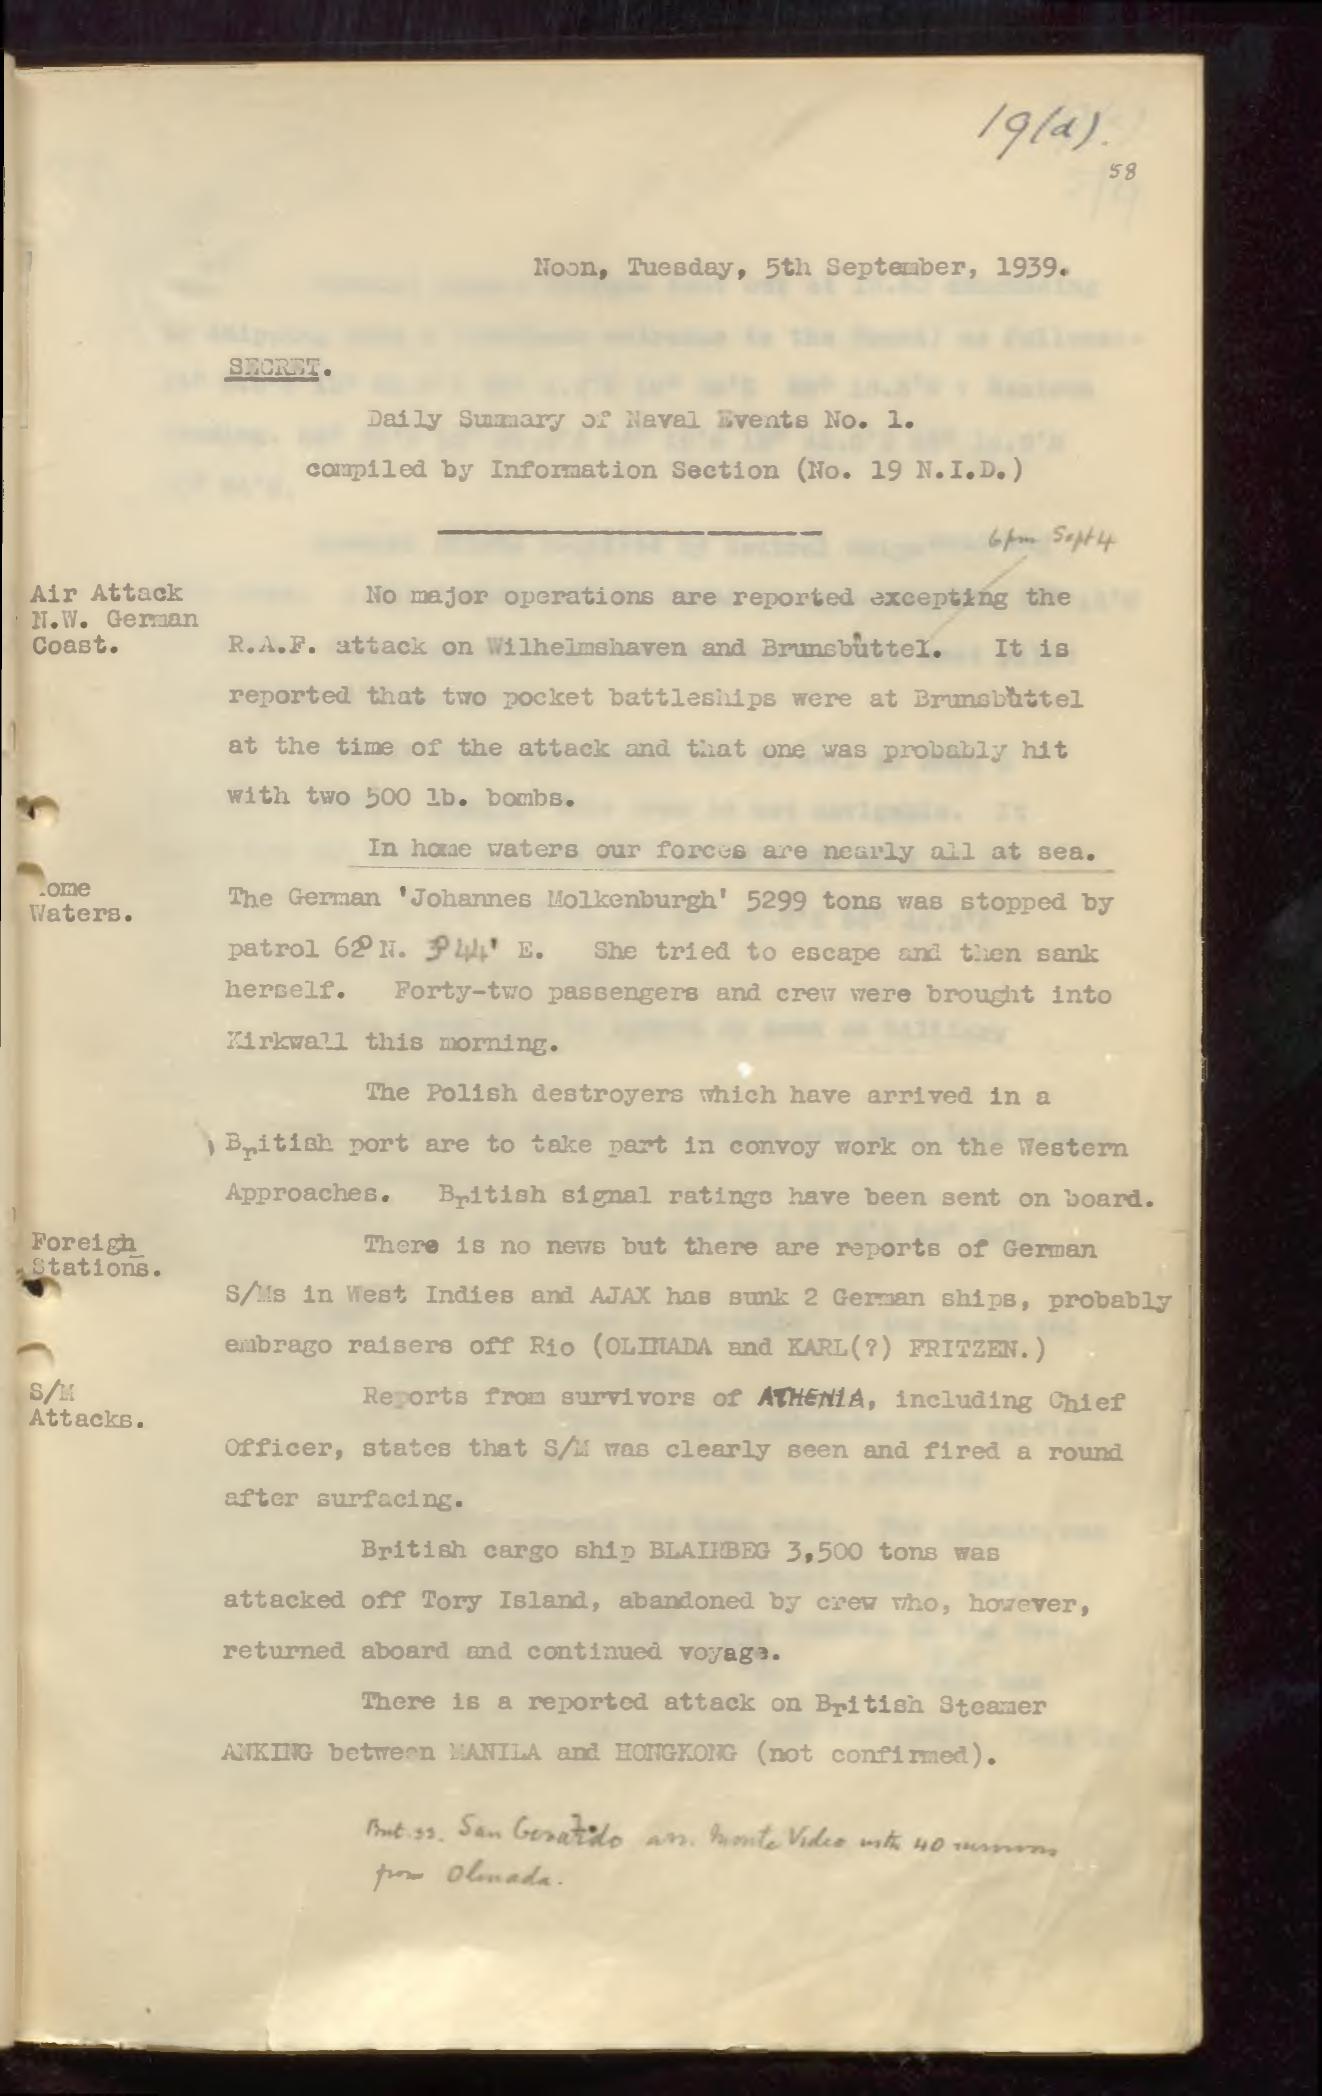 19(a).
58
Noon, Tuesday, 5th September, 1939.
SECRET.
Daily Summary of Naval Events No. 1.
compiled by Information Section (No. 19 N.I.D.)
6pm Sept 4
Air Attack
N.W. German
Coast.
No major operations are reported excepting the
R.A.F. attack on Wilhelmshaven and Brunsbüttel. It is
reported that two pocket battleships were at Brunsbüttel
at the time of the attack and that one was probably hit
with two 500 lb. bombs.
In home waters our forces are nearly all at sea.
ome
Waters.
The German 'Johannes Molkenburgh' 5299 tons was stopped by
patrol 62° N. 3° 44' E. She tried to escape and then sank
herself. Forty-two passengers and crew were brought into
Kirkwall this morning.
The Polish destroyers which have arrived in a
British port are to take part in convoy work on the Western
Approaches. British signal ratings have been sent on board.
Foreign
Stations.
There is no news but there are reports of German
S/Ms in West Indies and AJAX has sunk 2 German ships, probably
embrago raisers off Rio (OLINADA and KARL(?) FRITZEN.)
S/M
Attacks.
Reports from survivors of ATHENIA, including Chief
Officer, states that S/M was clearly seen and fired a round
after surfacing.
British cargo ship BLAIRBEG 3,500 tons was
attacked off Tory Island, abandoned by crew who, however,
returned aboard and continued voyage.
There is a reported attack on British Steamer
ANKING between MANILA and HONGKONG (not confirmed).
Brit ss. San Gerardo arr. Monte Video with 40
from Olinada.